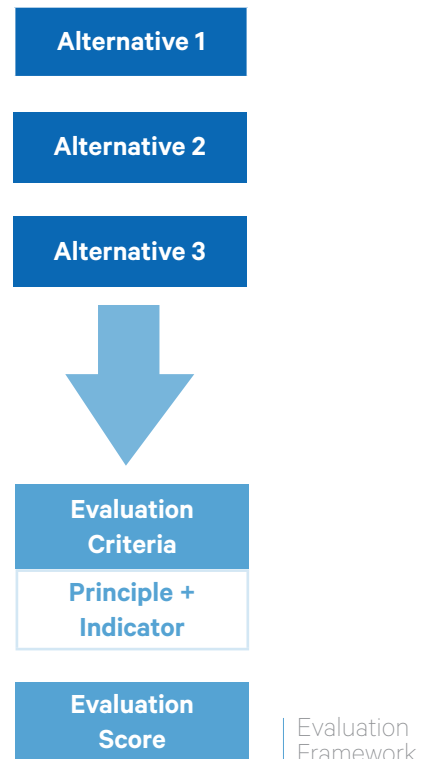 Alternative 1
Alternative 2
Alternative 3
Evaluation
Criteria
Principle +
Indicator
Evaluation
Score
Evaluation
Framework